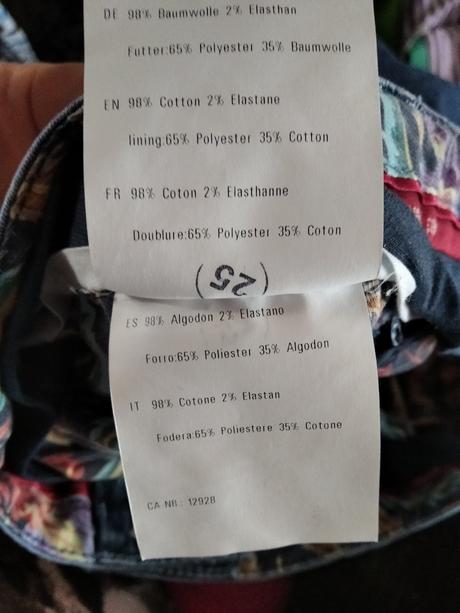 DE 98% Baumwolle 2% Elasthan
Futter:65% Polyester 35% Baumwolle
EN 98% Cotton 2% Elastane
lining:65% Polyester 35% Cotton
FR 98% Coton 2% Elasthanne
Doublure:65% Polyester 35% Coton
(25)
ES 98% Algodon 2% Elastano
Forro:65% Poliester 35% Algodon
IT 98% Cotone 2% Elastan
Fodera:65% Poliestere 35% Cotone
CA NR.: 12928